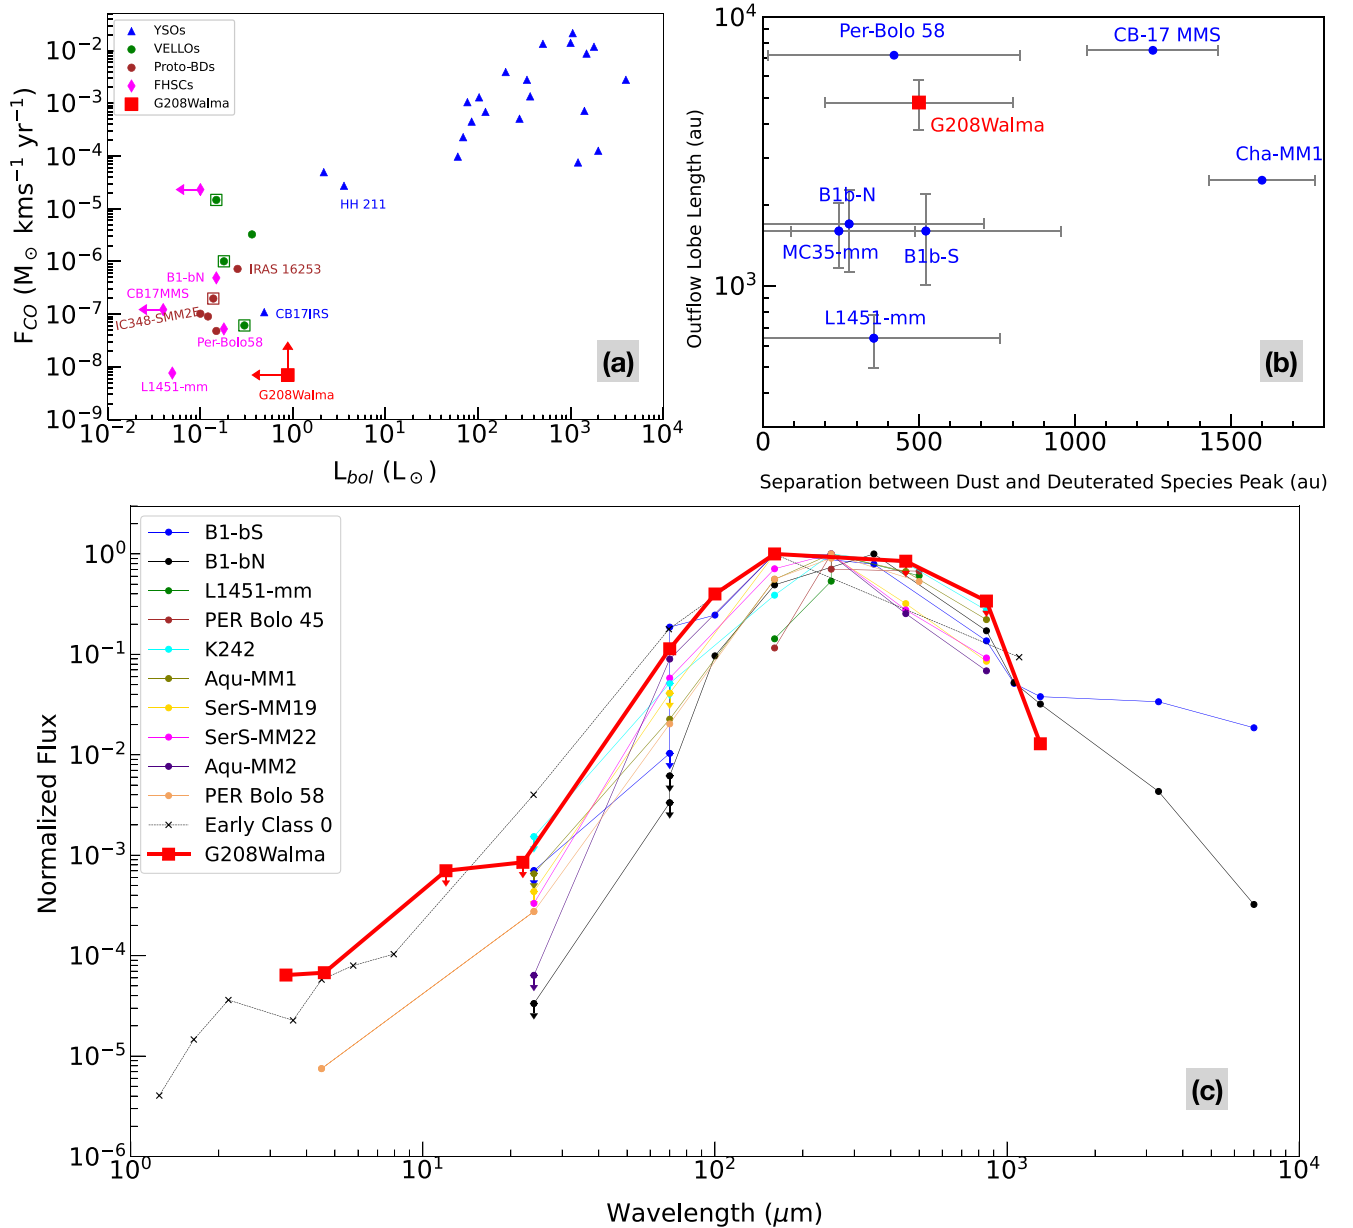 YSOs
VELLOs
Proto-BDs
FHSCs
G208Walma
HH 211
IRAS 16253
B1-bN
CB17MMS
IC348-SMM2E
CB17IRS
Per-Bolo58
L1451-mm
G208Walma
(a)
10⁻²
10⁻³
10⁻⁴
10⁻⁵
10⁻⁶
10⁻⁷
10⁻⁸
10⁻⁹
F_CO (M⊙ kms⁻¹ yr⁻¹)
10⁻² 10⁻¹ 10⁰ 10¹ 10² 10³ 10⁴
L_bol (L⊙)
10⁴
10³
Outflow Lobe Length (au)
Per-Bolo 58
CB-17 MMS
G208Walma
Cha-MM1
B1b-N
MC35-mm
B1b-S
L1451-mm
(b)
0 500 1000 1500
Separation between Dust and Deuterated Species Peak (au)
B1-bS
B1-bN
L1451-mm
PER Bolo 45
K242
Aqu-MM1
SerS-MM19
SerS-MM22
Aqu-MM2
PER Bolo 58
Early Class 0
G208Walma
(c)
10⁰
10⁻¹
10⁻²
10⁻³
10⁻⁴
10⁻⁵
10⁻⁶
Normalized Flux
10⁰ 10¹ 10² 10³ 10⁴
Wavelength (μm)